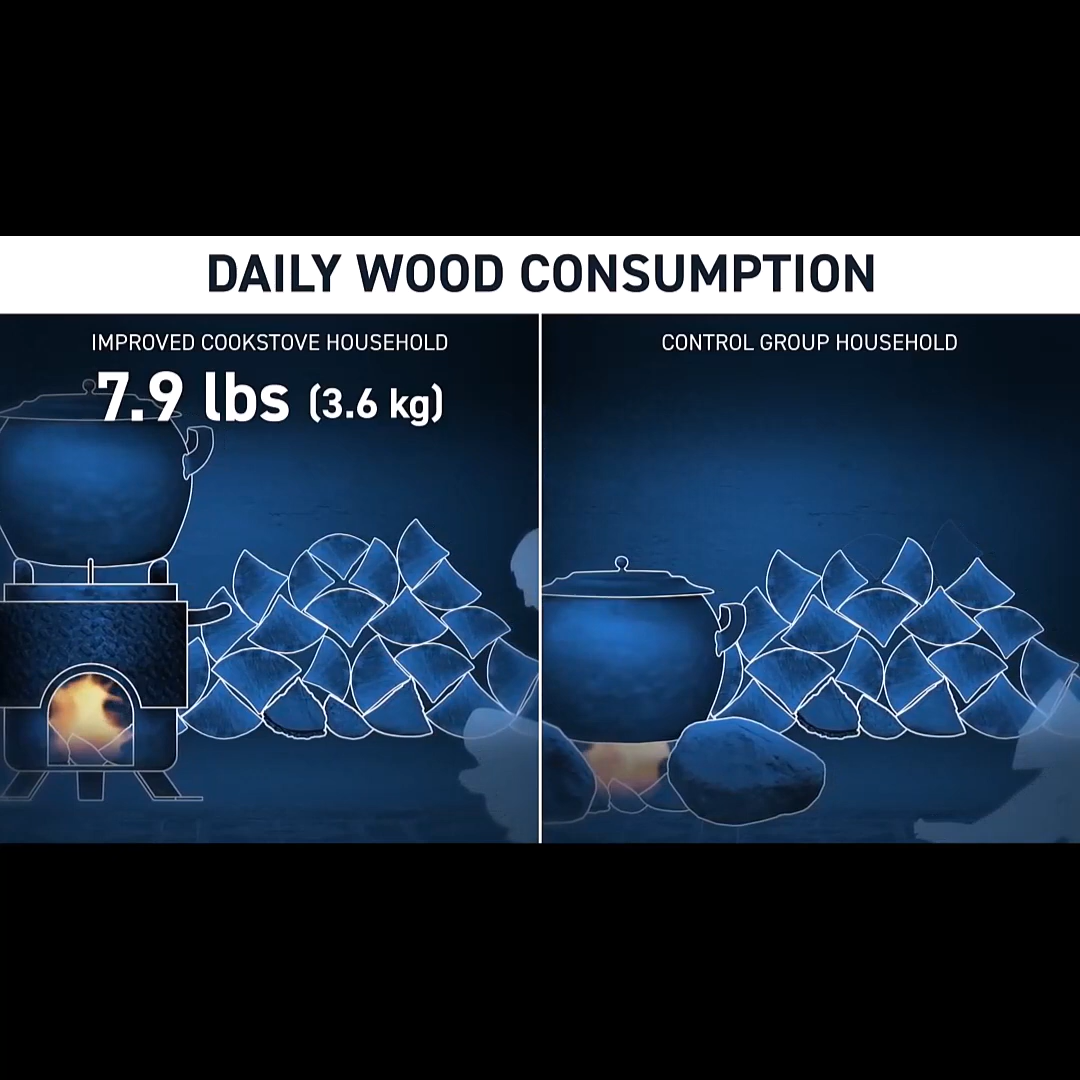 DAILY WOOD CONSUMPTION
IMPROVED COOKSTOVE HOUSEHOLD
7.9 lbs (3.6 kg)
CONTROL GROUP HOUSEHOLD